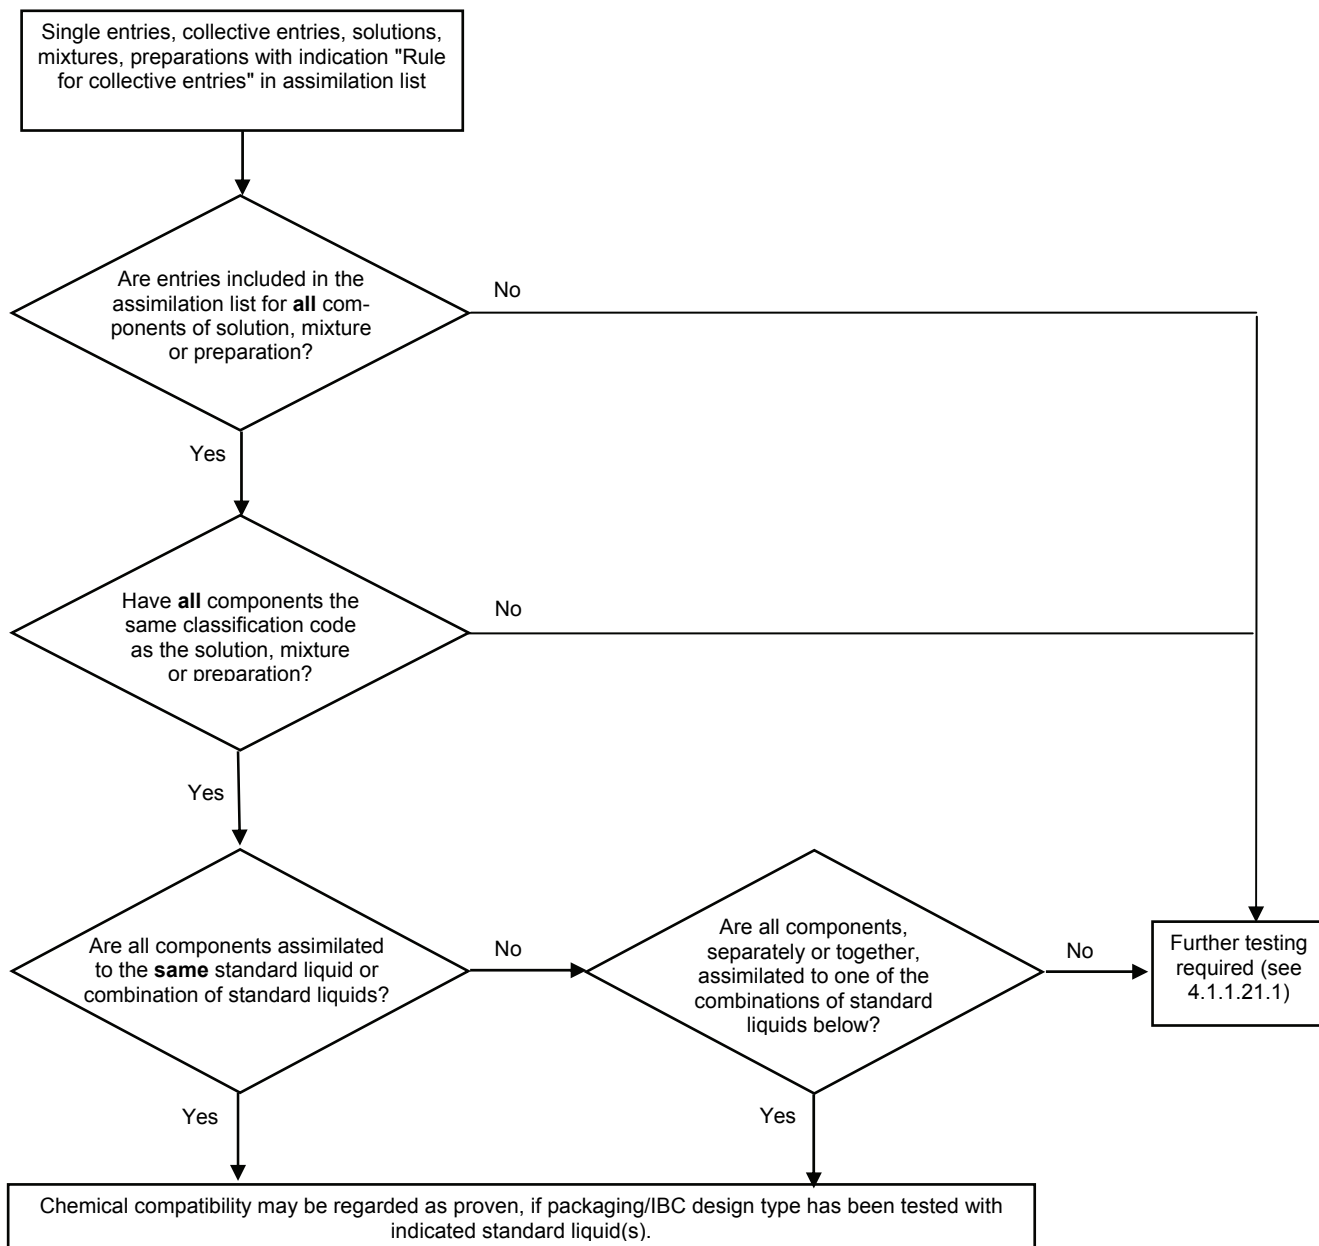 Single entries, collective entries, solutions,
mixtures, preparations with indication "Rule
for collective entries" in assimilation list
Are entries included in the
assimilation list for all com-
ponents of solution, mixture
or preparation?
No
Yes
Have all components the
same classification code
as the solution, mixture
or preparation?
No
Yes
Are all components assimilated
to the same standard liquid or
combination of standard liquids?
No
Are all components,
separately or together,
assimilated to one of the
combinations of standard
liquids below?
No
Further testing
required (see
4.1.1.21.1)
Yes
Yes
Chemical compatibility may be regarded as proven, if packaging/IBC design type has been tested with
indicated standard liquid(s).